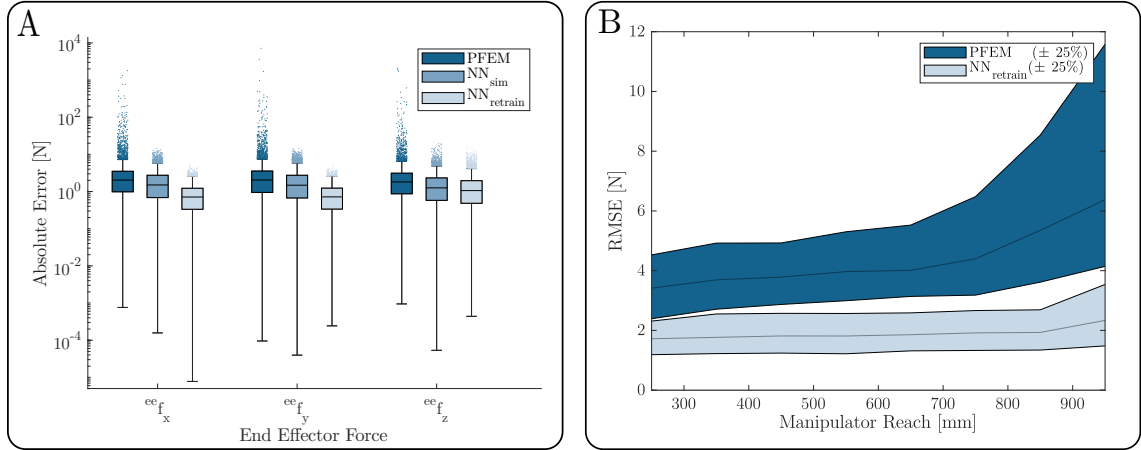 A
10^4
10^2
10^0
10^-2
10^-4
Absolute Error [N]
PFEM
NN_sim
NN_retrain
ee f_x
ee f_y
ee f_z
End Effector Force
B
12
10
8
6
4
2
0
RMSE [N]
PFEM (± 25%)
NN_retrain (± 25%)
300 400 500 600 700 800 900
Manipulator Reach [mm]